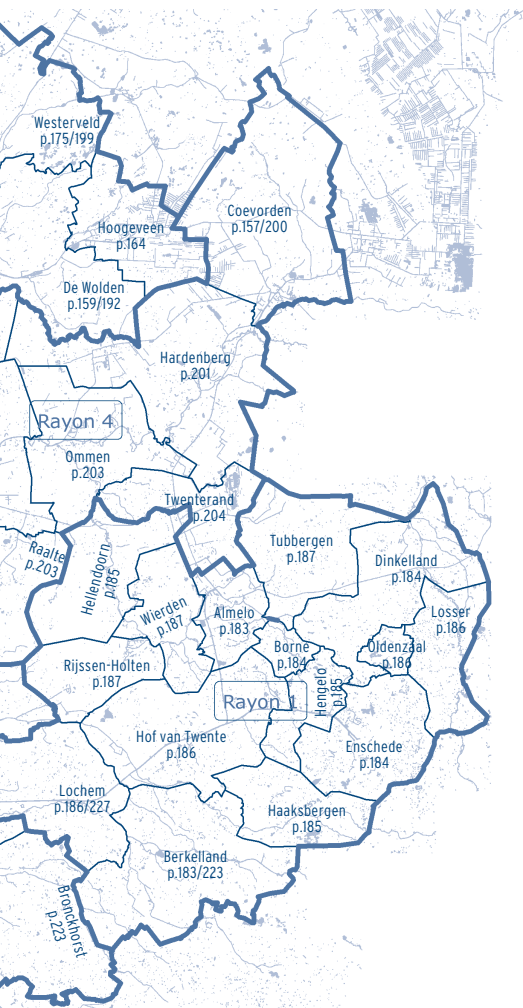 Westerveld
p.175/199
Coevorden
p.157/200
Hoogeveen
p.164
De Wolden
p.159/192
Hardenberg
p.201
Rayon 4
Ommen
p.203
Twenterand
p.204
Raalte
p.203
Hellendoorn
p.185
Tubbergen
p.187
Dinkelland
p.184
Wierden
p.187
Almelo
p.183
Losser
p.186
Borne
p.184
Oldenzaal
p.186
Rijssen-Holten
p.187
Hengelo
p.185
Rayon 1
Hof van Twente
p.186
Enschede
p.184
Lochem
p.186/227
Haaksbergen
p.185
Berkelland
p.183/223
Bronckhorst
p.223